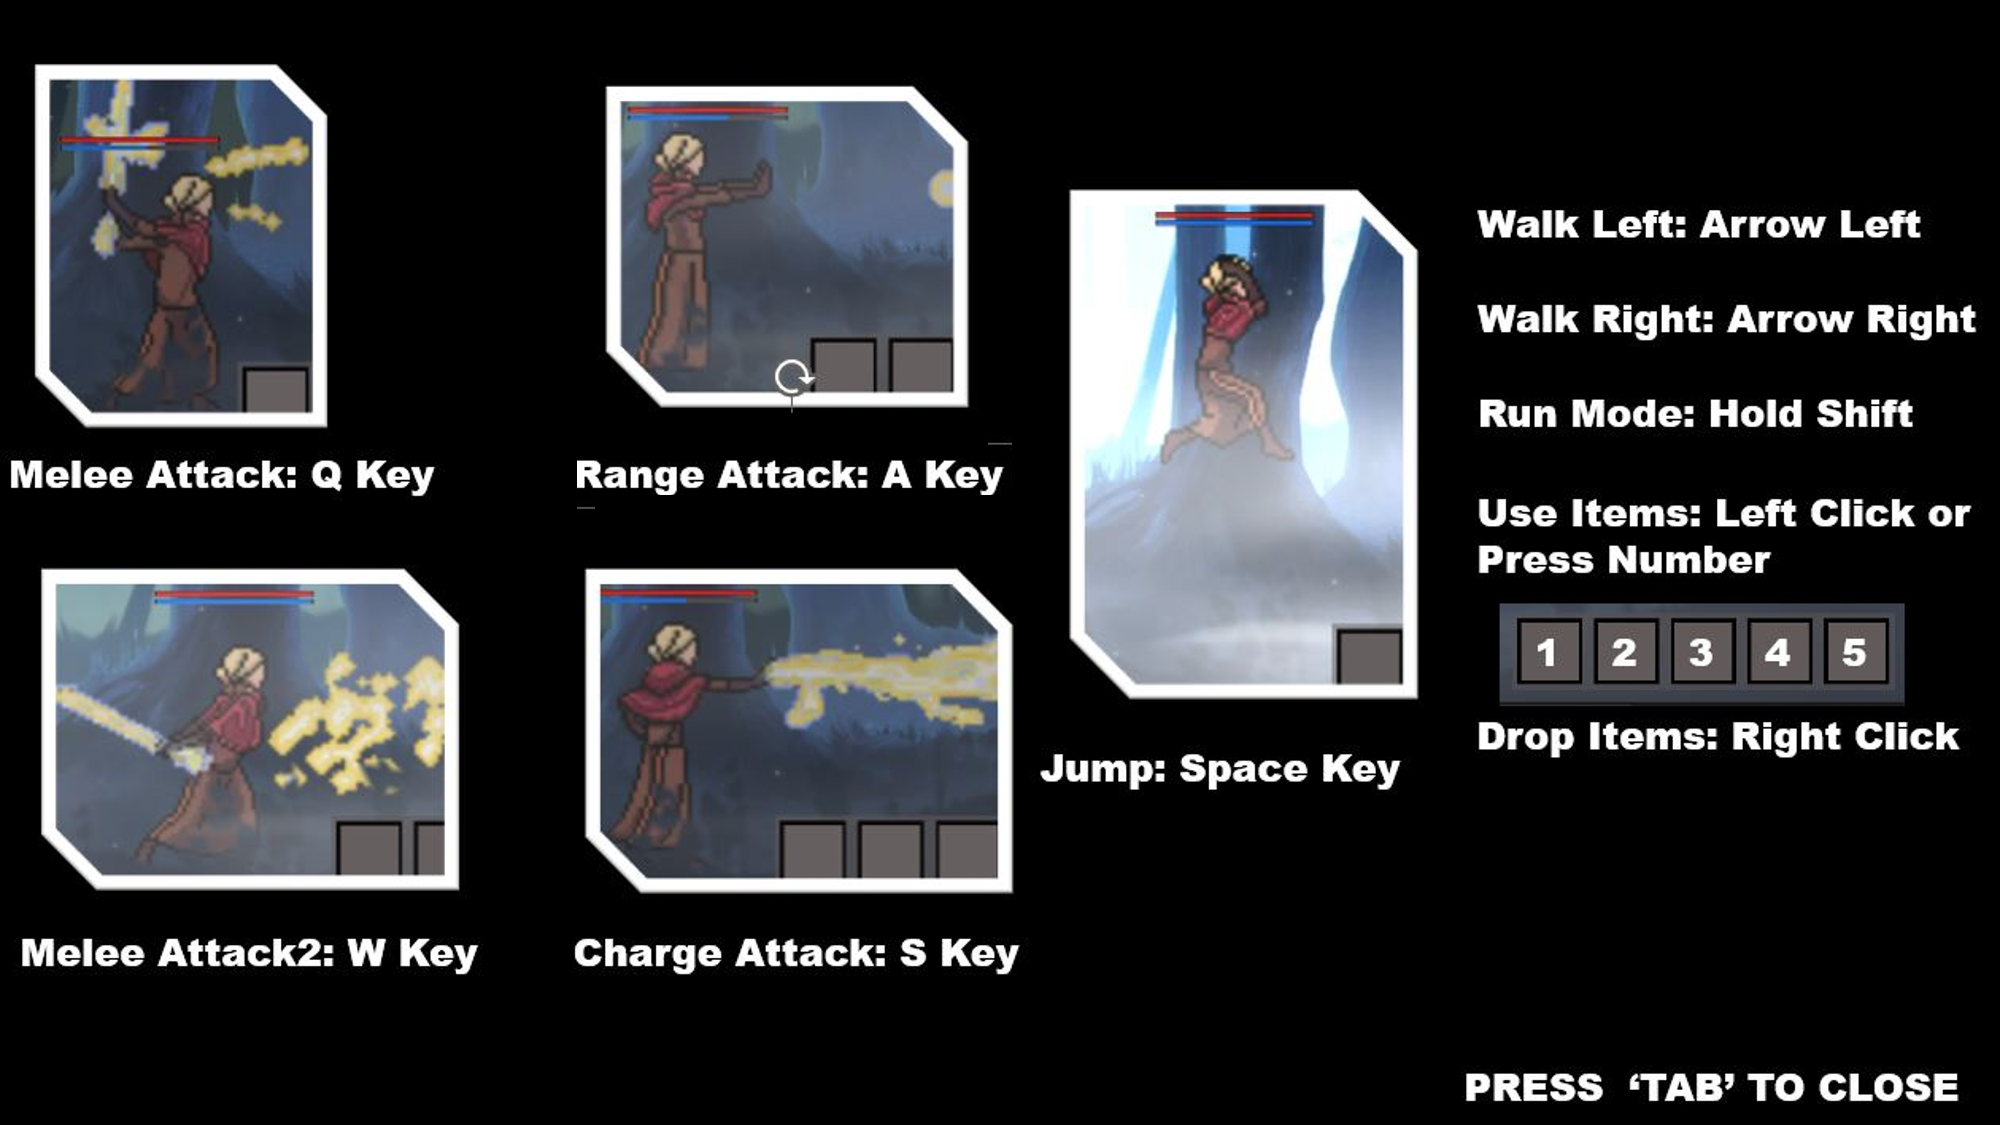 Melee Attack: Q Key
Range Attack: A Key
Melee Attack2: W Key
Charge Attack: S Key
Jump: Space Key
Walk Left: Arrow Left
Walk Right: Arrow Right
Run Mode: Hold Shift
Use Items: Left Click or
Press Number
1 2 3 4 5
Drop Items: Right Click
PRESS ‘TAB’ TO CLOSE